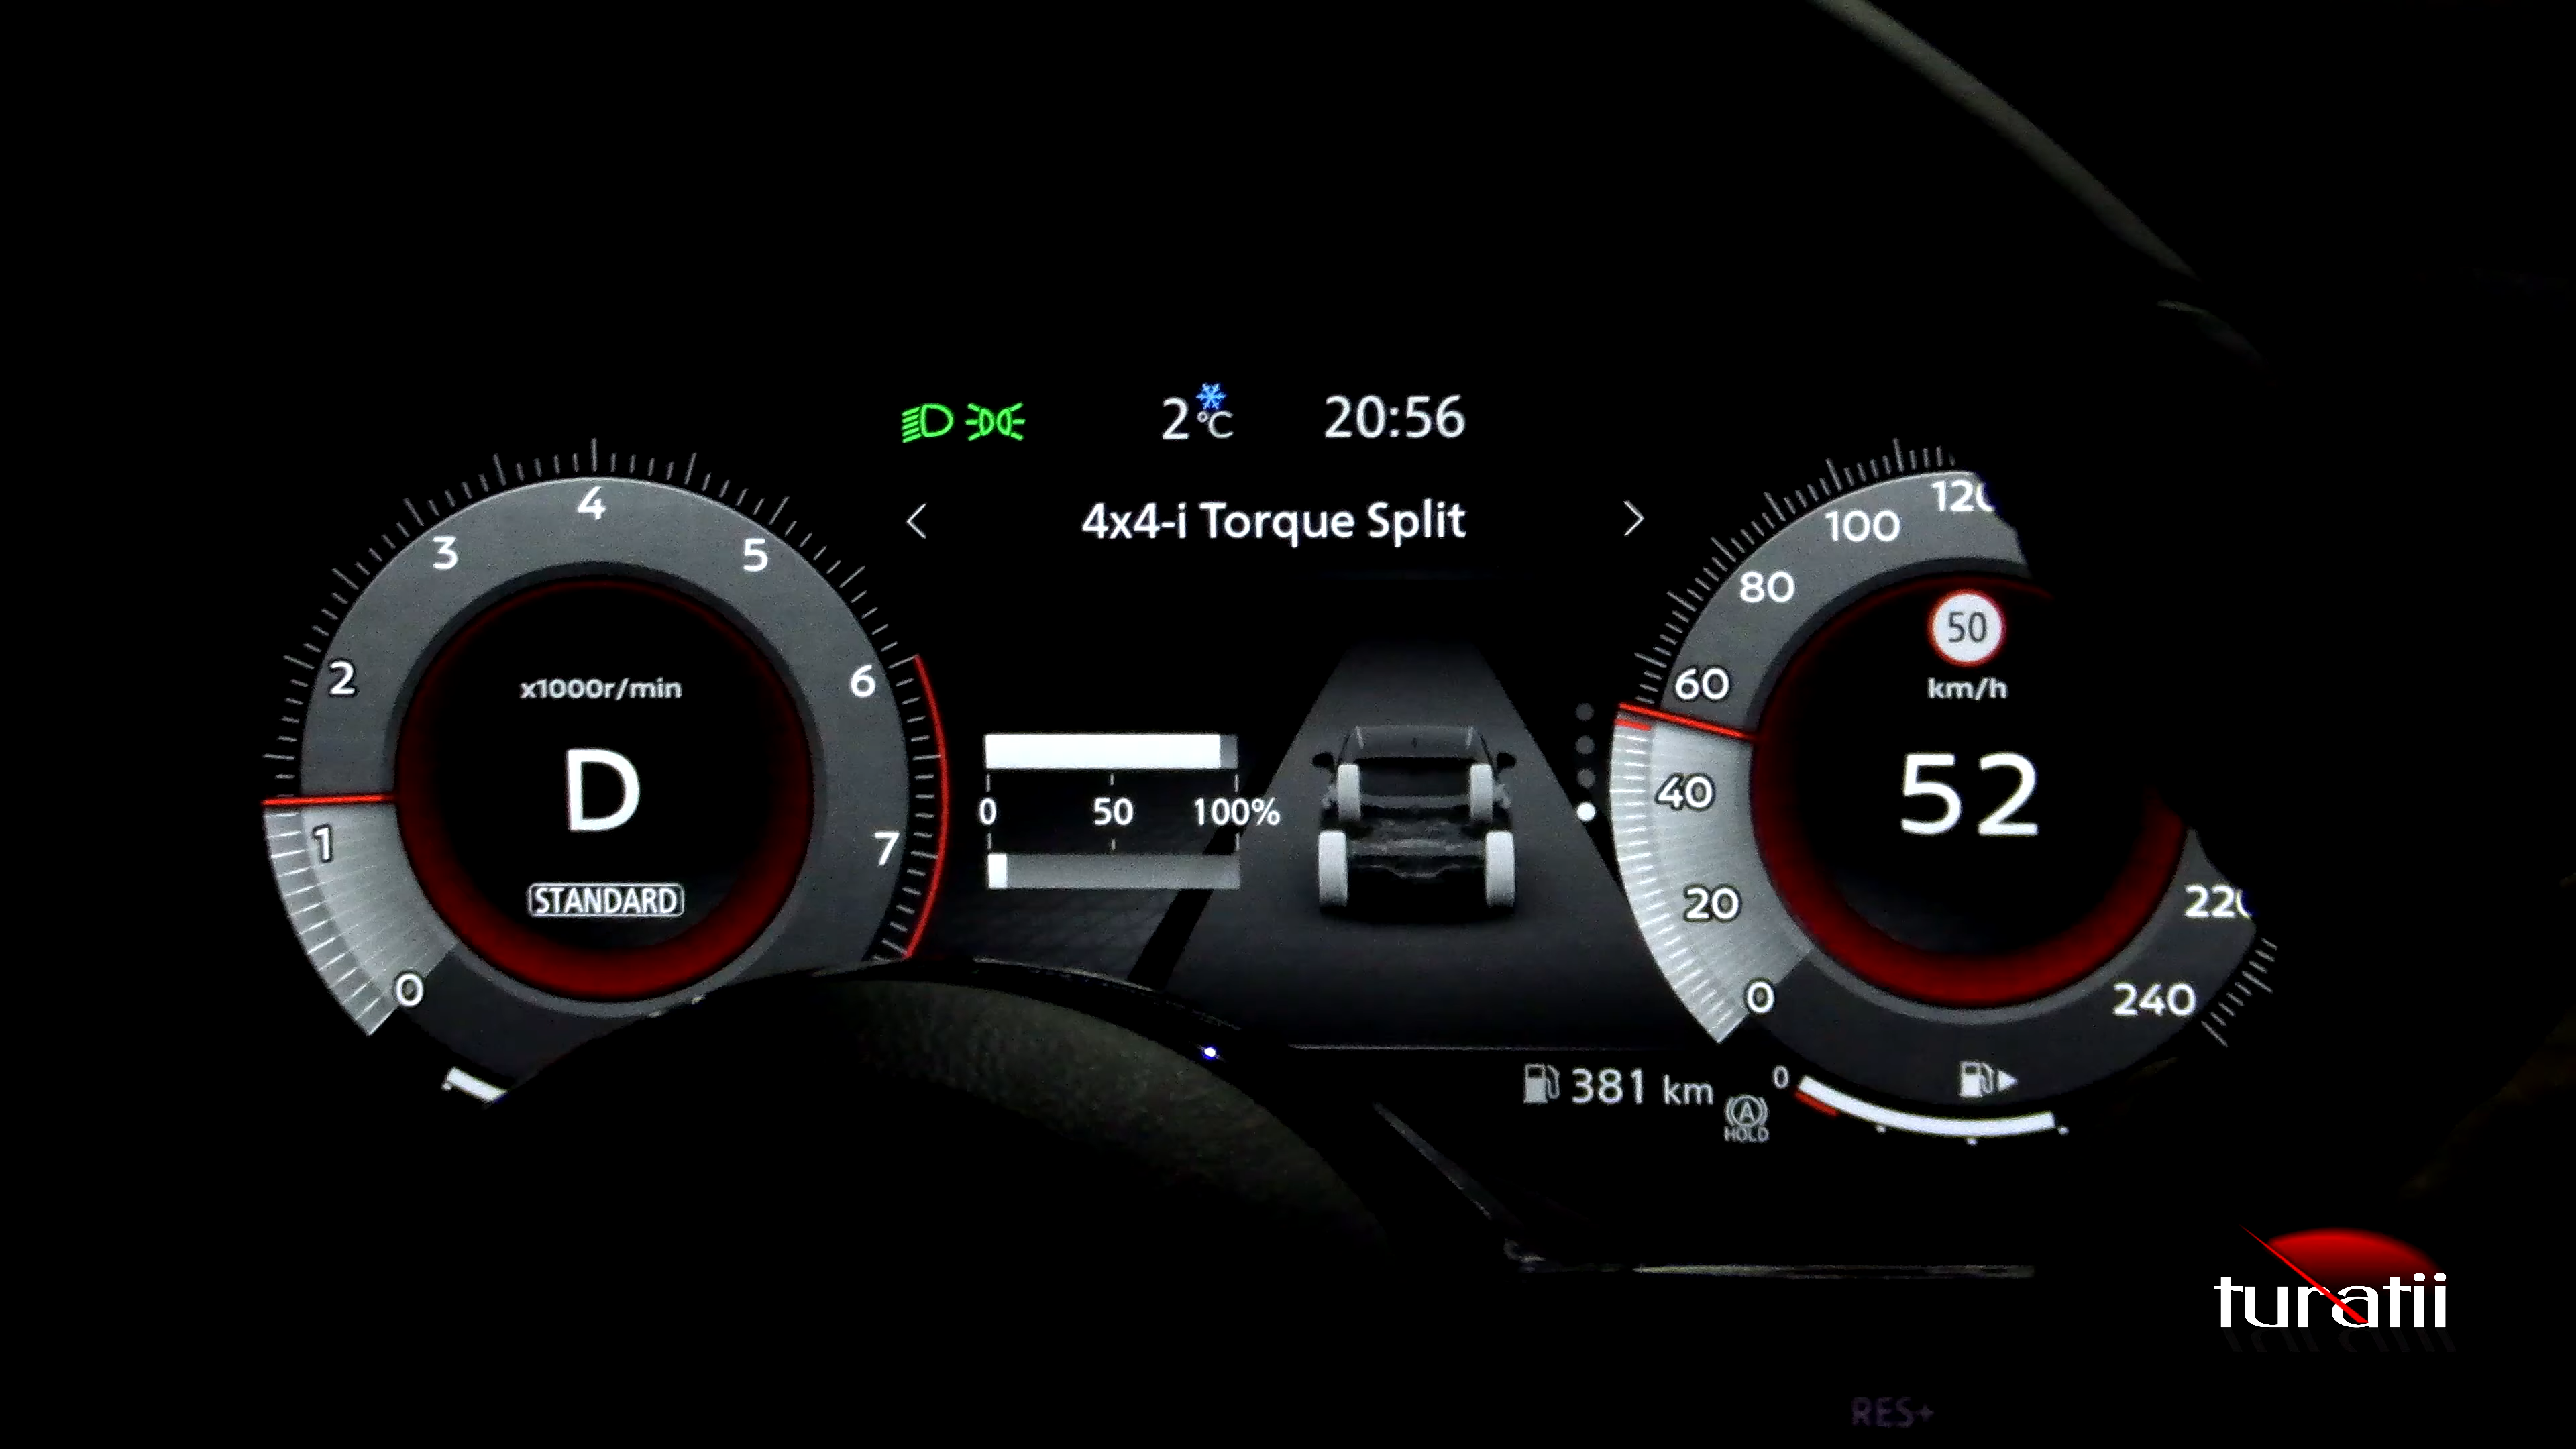 2 °C 20:56
< 4x4-i Torque Split >
0
1
2
3
4
5
6
7
x1000r/min
D
STANDARD
0 50 100%
0
20
40
60
80
100
120
220
240
50
km/h
52
381 km
A
HOLD
0
turatii
RES+